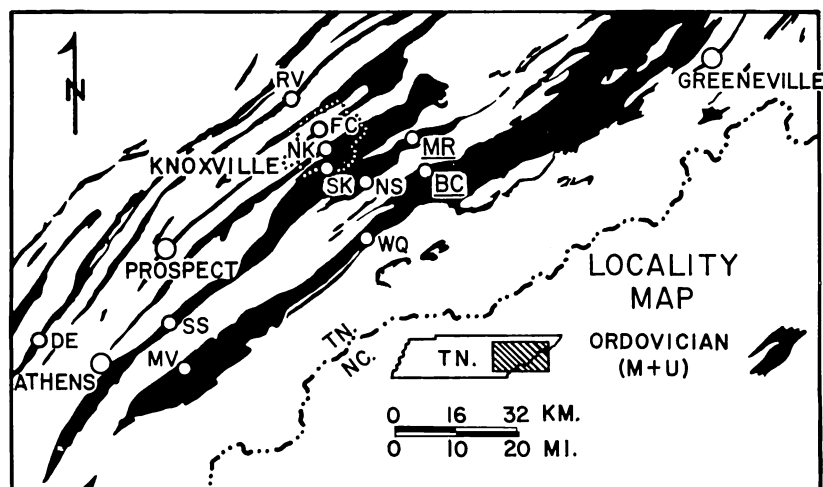 N
RV
GREENEVILLE
FC
NK
MR
KNOXVILLE
SK
NS
BC
WQ
PROSPECT
LOCALITY
MAP
SS
DE
MV
ATHENS
TN.
NC.
TN.
ORDOVICIAN
(M+U)
0 16 32 KM.
0 10 20 MI.